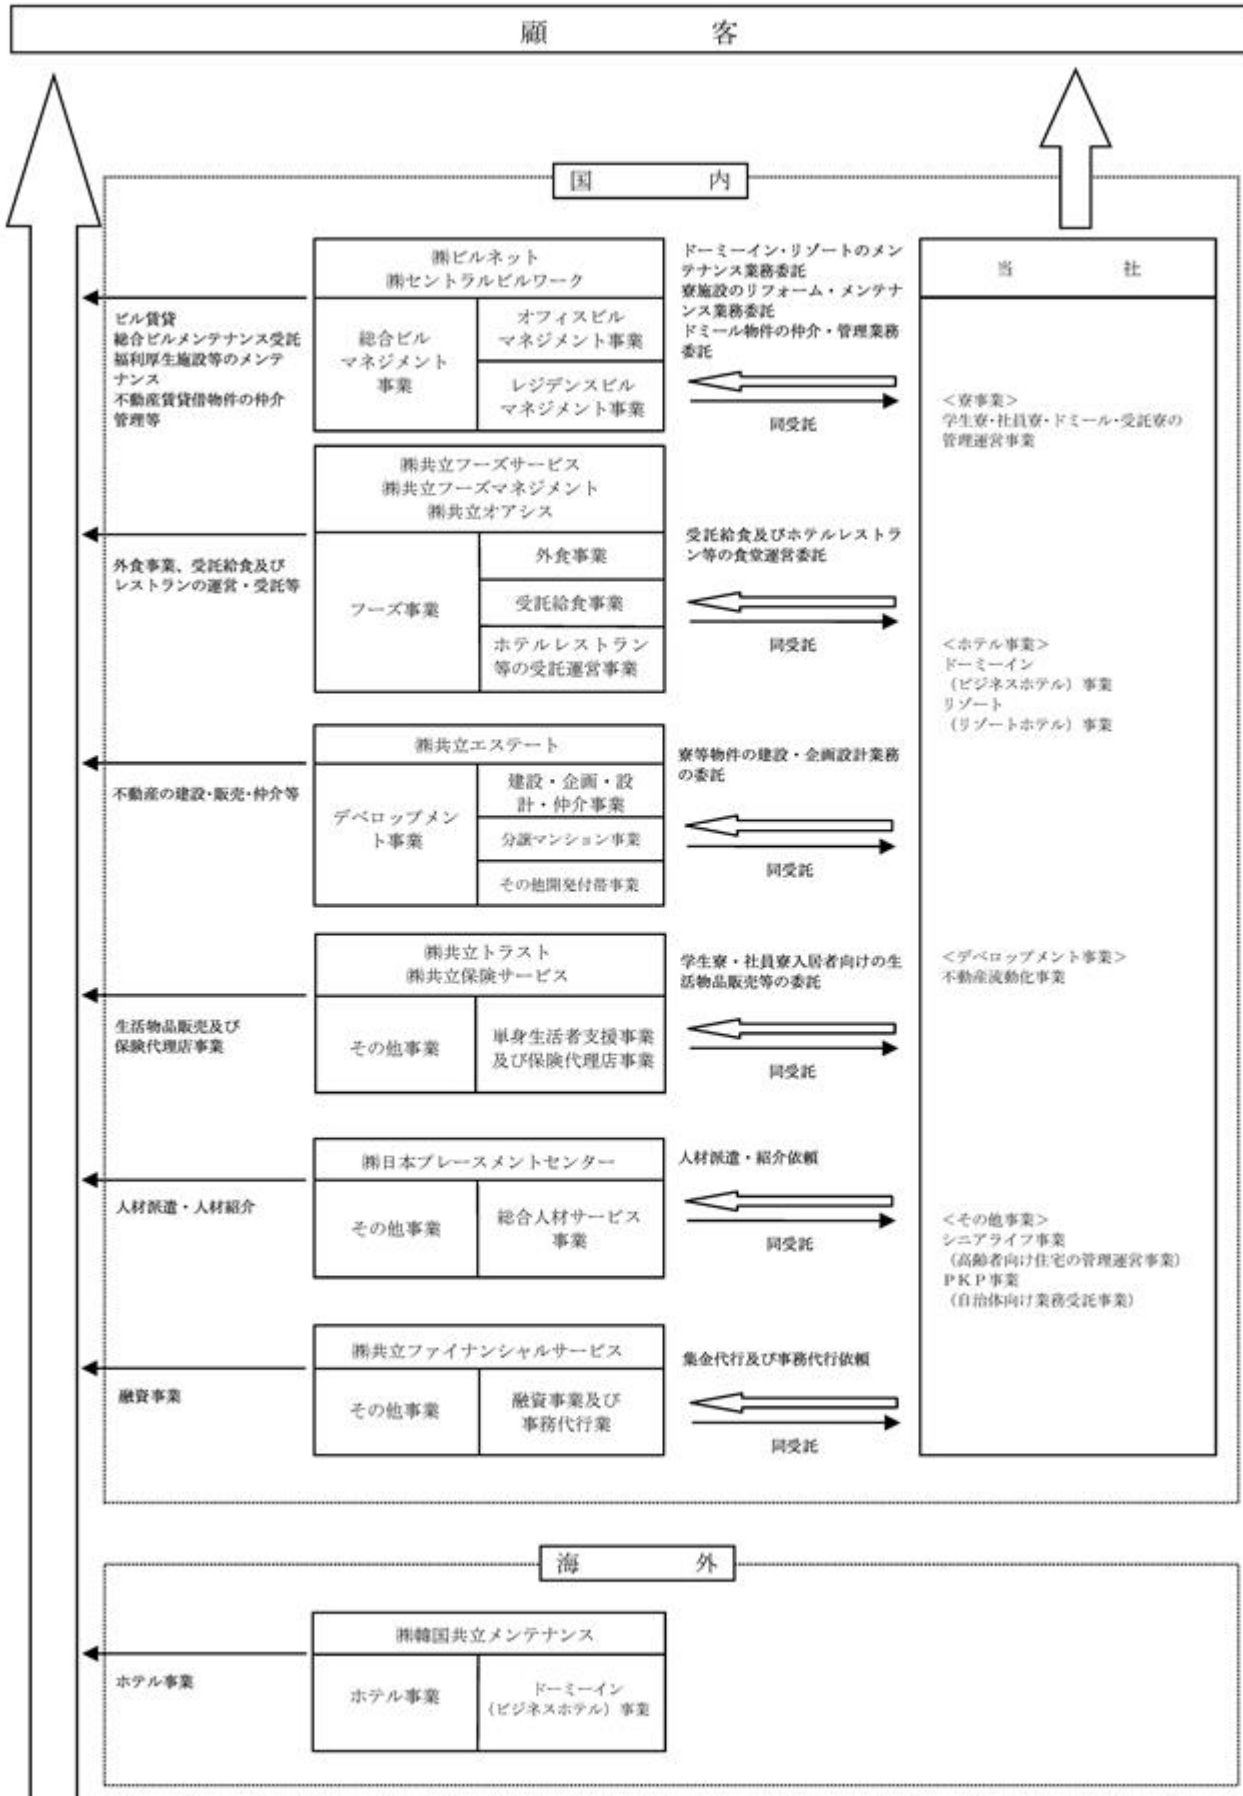 顧客
国内
㈱ビルネット
㈱セントラルビルワーク
総合ビル
マネジメント
事業
オフィスビル
マネジメント事業
レジデンスビル
マネジメント事業
ビル賃貸
総合ビルメンテナンス受託
福利厚生施設等のメンテ
ナンス
不動産賃貸借物件の仲介
管理等
ドーミーイン・リゾートのメン
テナンス業務委託
寮施設のリフォーム・メンテナ
ンス業務委託
ドミール物件の仲介・管理業務
委託
同受託
㈱共立フーズサービス
㈱共立フーズマネジメント
㈱共立オアシス
フーズ事業
外食事業
受託給食事業
ホテルレストラン
等の受託運営事業
外食事業、受託給食及び
レストランの運営・受託等
受託給食及びホテルレストラ
ン等の食堂運営委託
同受託
㈱共立エステート
デベロップメン
ト事業
建設・企画・設
計・仲介事業
分譲マンション事業
その他開発付帯事業
不動産の建設・販売・仲介等
寮等物件の建設・企画設計業務
の委託
同受託
㈱共立トラスト
㈱共立保険サービス
その他事業
単身生活者支援事業
及び保険代理店事業
生活物品販売及び
保険代理店事業
学生寮・社員寮入居者向けの生
活物品販売等の委託
同受託
㈱日本プレースメントセンター
その他事業
総合人材サービス
事業
人材派遣・人材紹介
人材派遣・紹介依頼
同受託
㈱共立ファイナンシャルサービス
その他事業
融資事業及び
事務代行業
融資事業
集金代行及び事務代行依頼
同受託
当社
＜寮事業＞
学生寮・社員寮・ドミール・受託寮の
管理運営事業
＜ホテル事業＞
ドーミーイン
（ビジネスホテル）事業
リゾート
（リゾートホテル）事業
＜デベロップメント事業＞
不動産流動化事業
＜その他事業＞
シニアライフ事業
（高齢者向け住宅の管理運営事業）
ＰＫＰ事業
（自治体向け業務受託事業）
海外
㈱韓国共立メンテナンス
ホテル事業
ドーミーイン
（ビジネスホテル）事業
ホテル事業